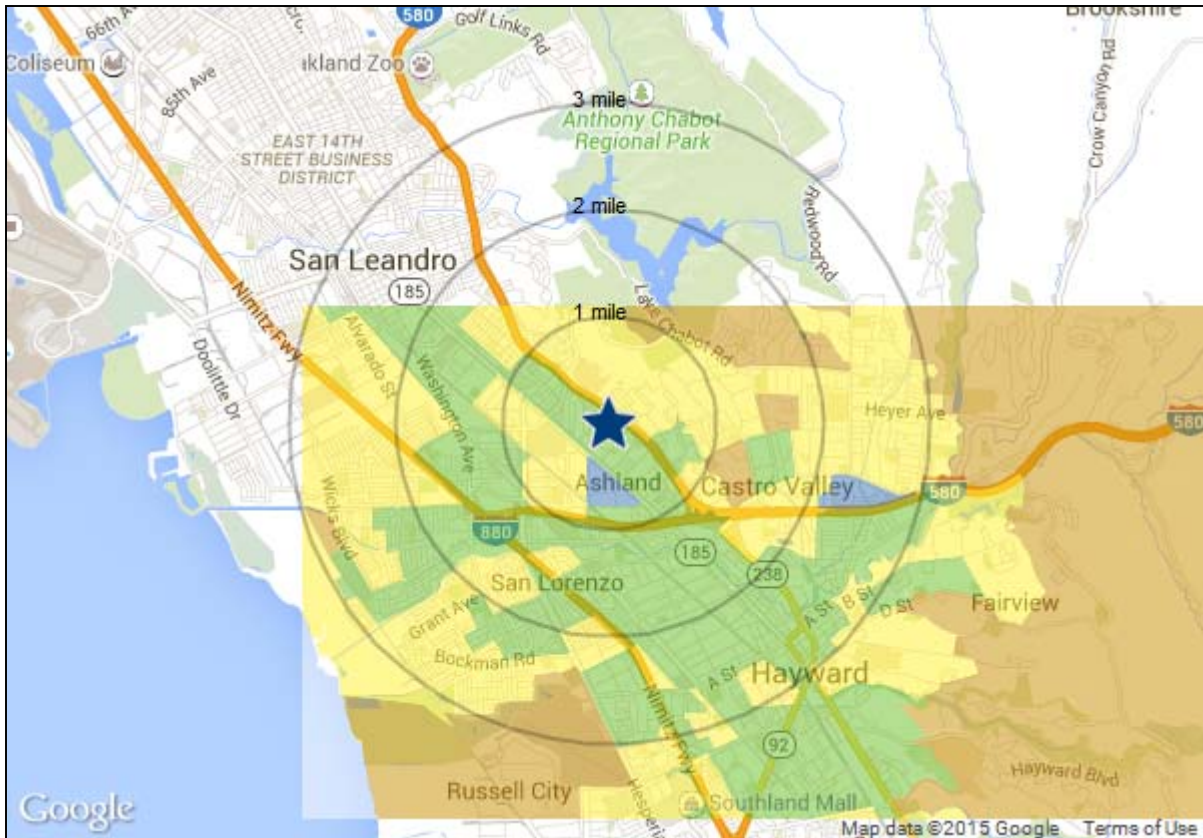 580
Golf Links Rd
Brookshire
66th Ave
Coliseum
kland Zoo
85th Ave
3 mile
Anthony Chabot
Regional Park
Crow Canyon Rd
EAST 14TH
STREET BUSINESS
DISTRICT
2 mile
Redwood Rd
San Leandro
185
Nimitz Fwy
Lake Chabot Rd
1 mile
Alvarado St
Doolittle Dr
Washington Ave
Heyer Ave
580
Ashland
Castro Valley
580
Wicks Blvd
880
185
238
San Lorenzo
A St
B St
D St
Fairview
Grant Ave
Bockman Rd
A St
Hayward
Nimitz Fwy
92
Hayward Blvd
Russell City
Hesperi
Southland Mall
Google
Map data ©2015 Google
Terms of Use